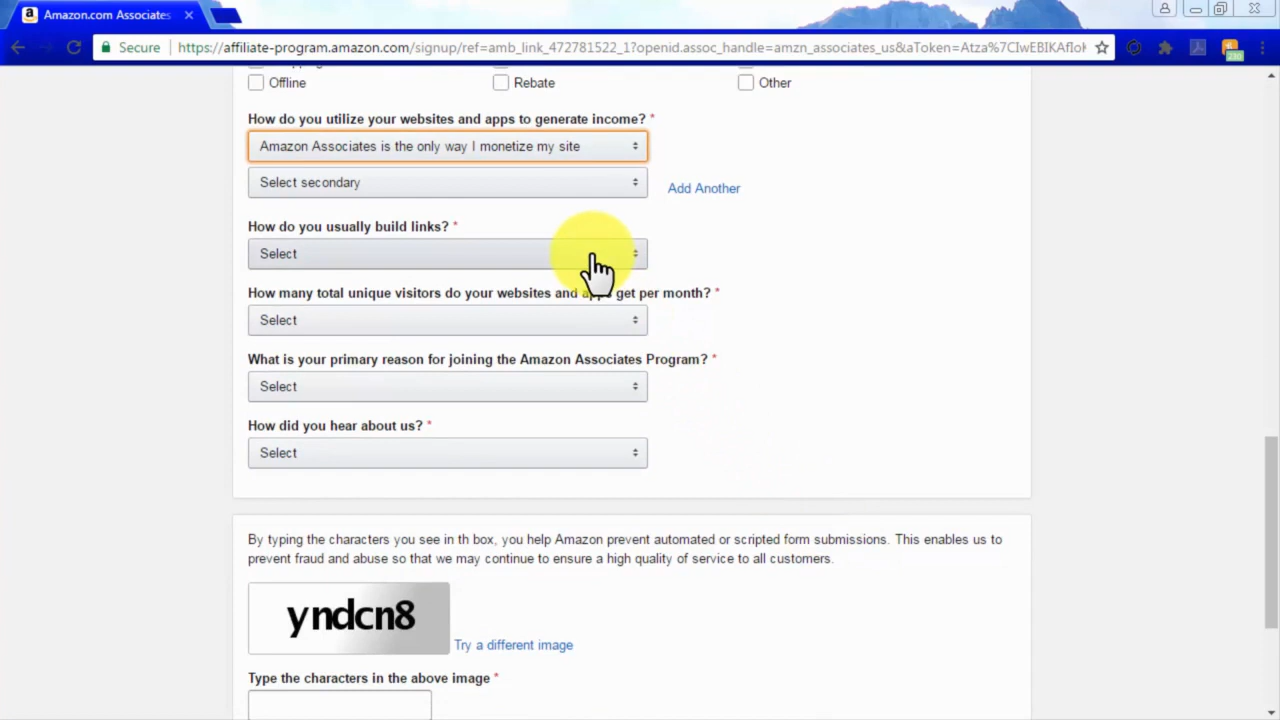 Amazon.com Associates
Secure
https://affiliate-program.amazon.com/signup/ref=amb_link_472781522_1?openid.assoc_handle=amzn_associates_us&aToken=Atza%7CIwEBIKAfIoK
230
Offline
Rebate
Other
How do you utilize your websites and apps to generate income? *
Amazon Associates is the only way I monetize my site
Select secondary
Add Another
How do you usually build links? *
Select
How many total unique visitors do your websites and apps get per month? *
Select
What is your primary reason for joining the Amazon Associates Program? *
Select
How did you hear about us? *
Select
By typing the characters you see in th box, you help Amazon prevent automated or scripted form submissions. This enables us to
prevent fraud and abuse so that we may continue to ensure a high quality of service to all customers.
yndcn8
Try a different image
Type the characters in the above image *